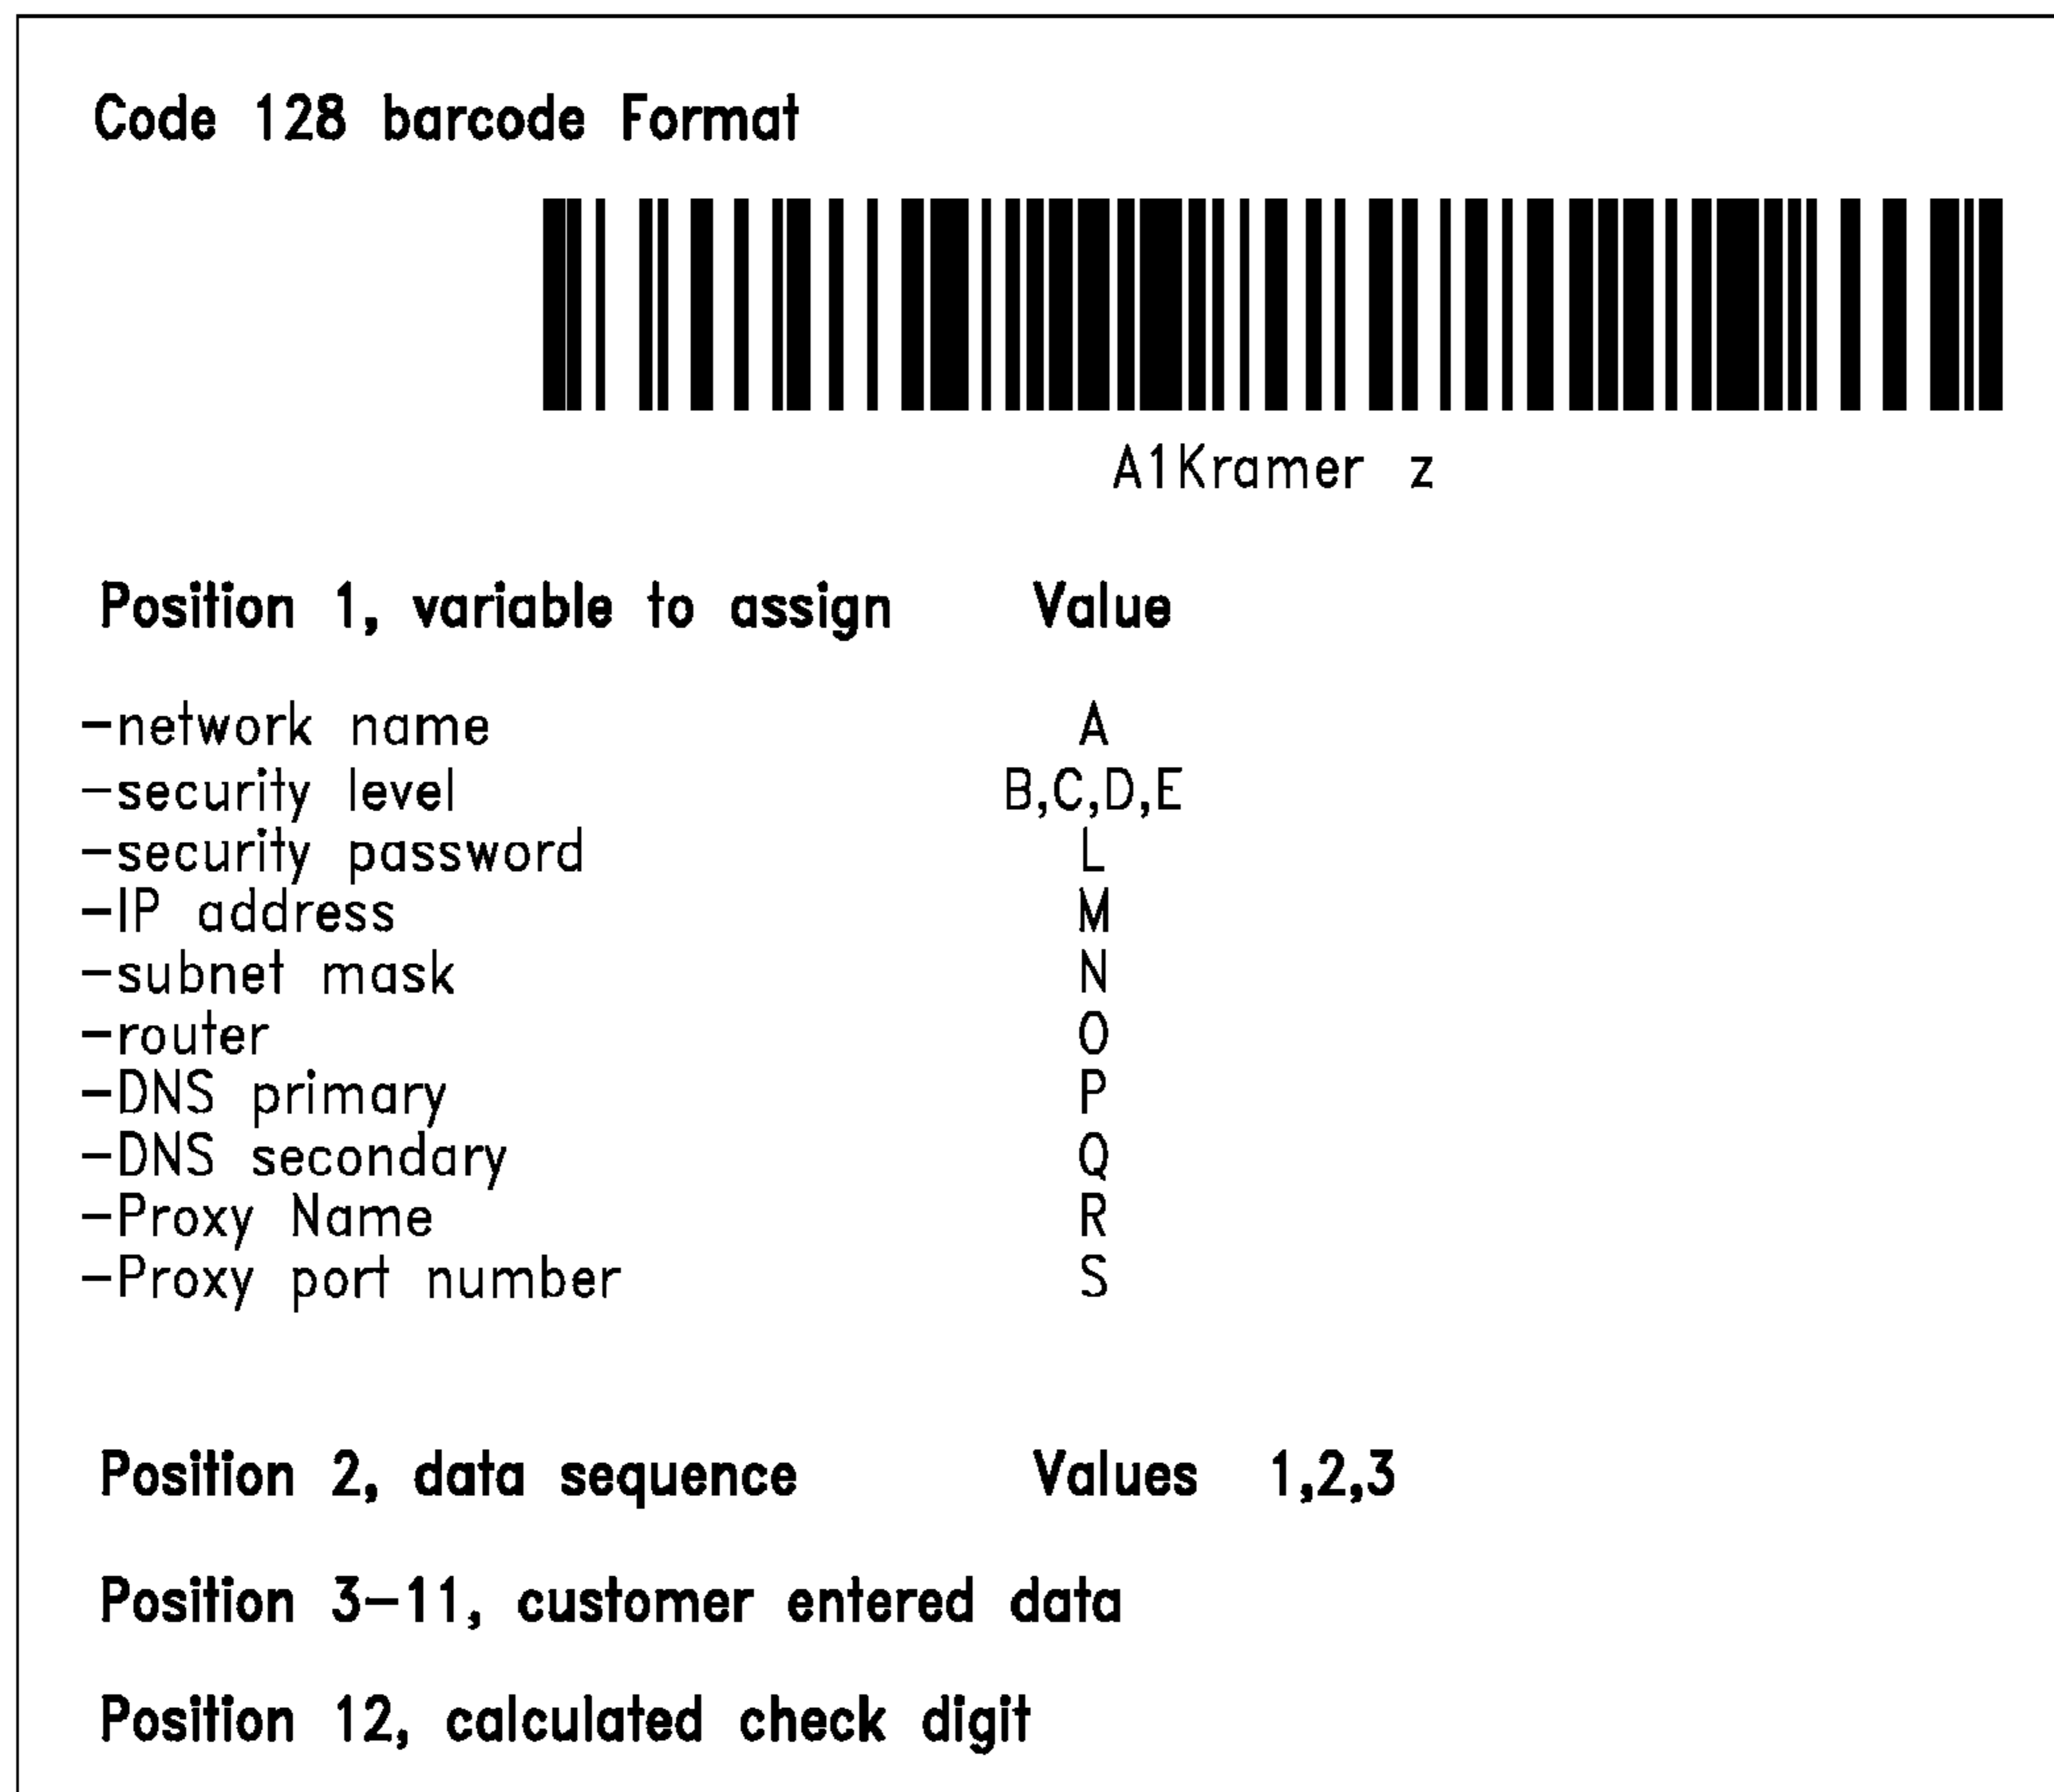 Code 128 barcode Format
A1Kramer z
Position 1, variable to assign Value
-network name A
-security level B,C,D,E
-security password L
-IP address M
-subnet mask N
-router O
-DNS primary P
-DNS secondary Q
-Proxy Name R
-Proxy port number S
Position 2, data sequence Values 1,2,3
Position 3-11, customer entered data
Position 12, calculated check digit